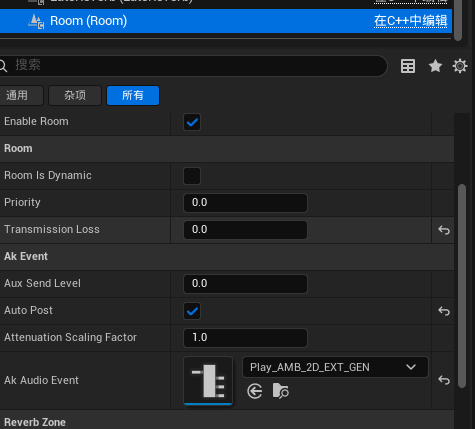 Room (Room) 在C++中编辑
搜索
通用 杂项 所有
Enable Room
Room
Room Is Dynamic
Priority 0.0
Transmission Loss 0.0
Ak Event
Aux Send Level 0.0
Auto Post
Attenuation Scaling Factor 1.0
Ak Audio Event Play_AMB_2D_EXT_GEN
Reverb Zone